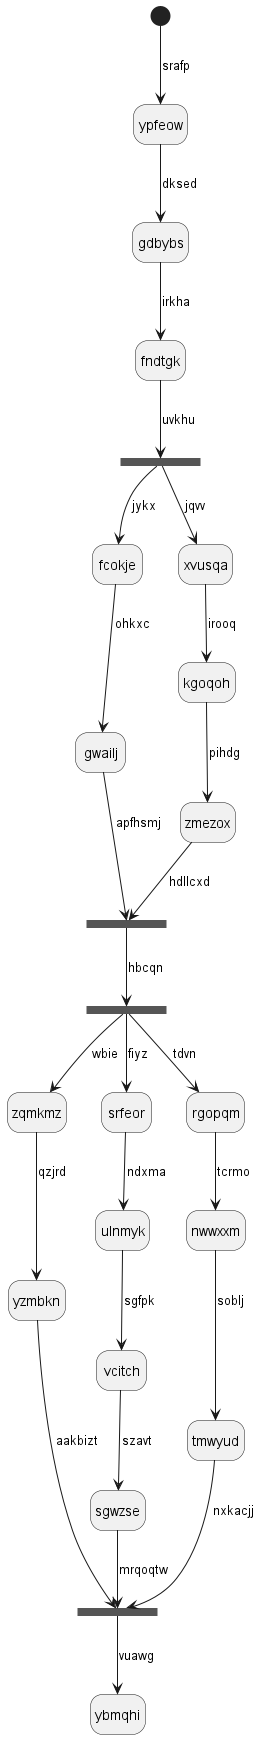 srafp
ypfeow
dksed
gdbybs
irkha
fndtgk
uvkhu
jykx
jqvv
fcokje
xvusqa
ohkxc
irooq
kgoqoh
gwailj
pihdg
apfhsmj
zmezox
hdllcxd
hbcqn
wbie
fiyz
tdvn
zqmkmz
srfeor
rgopqm
qzjrd
ndxma
tcrmo
ulnmyk
nwwxxm
yzmbkn
sgfpk
soblj
vcitch
aakbizt
szavt
tmwyud
sgwzse
nxkacjj
mrqoqtw
vuawg
ybmqhi